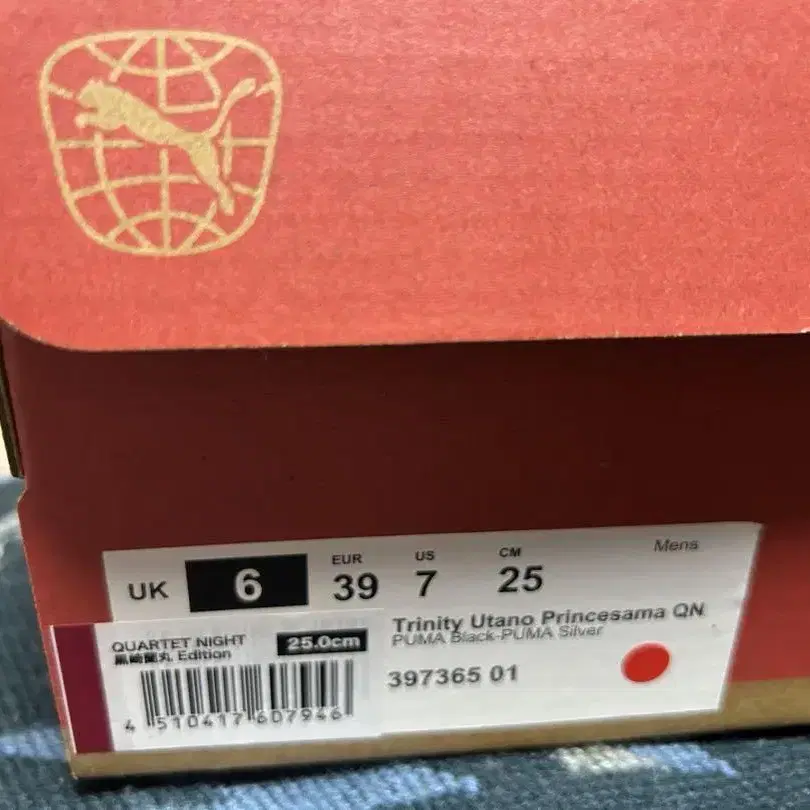 UK 6 EUR 39 US 7 CM 25 Mens
Trinity Utano Princesama QN
PUMA Black-PUMA Silver
397365 01
QUARTET NIGHT 25.0cm
黒崎蘭丸 Edition
4 510417 607946